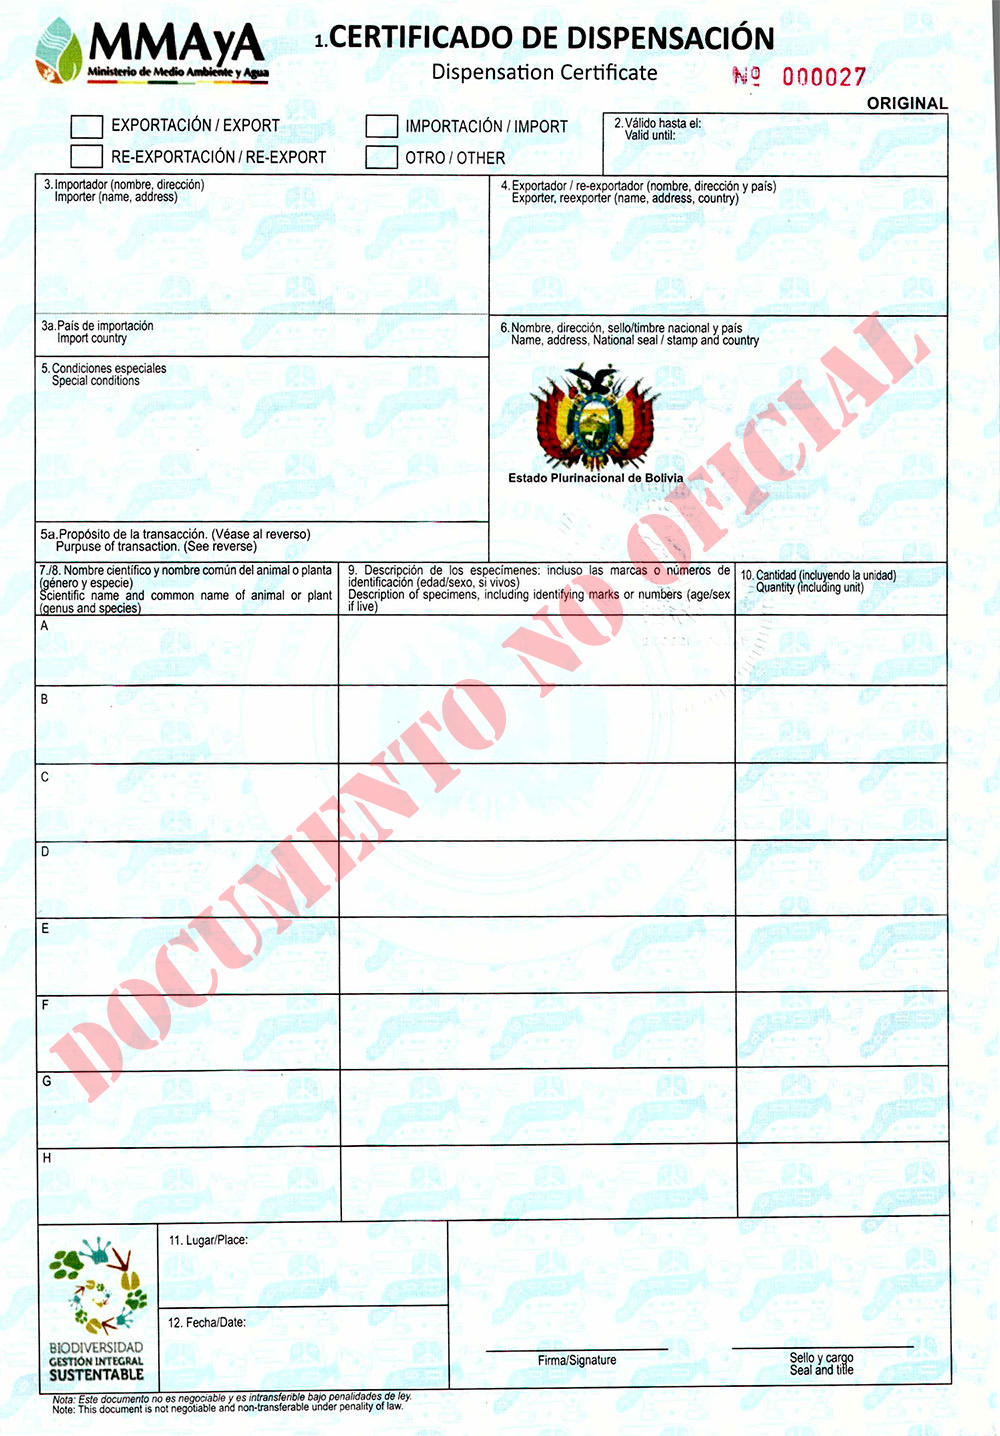 MMAyA
Ministerio de Medio Ambiente y Agua
1.CERTIFICADO DE DISPENSACIÓN
Dispensation Certificate
Nº 000027
ORIGINAL
EXPORTACIÓN / EXPORT
IMPORTACIÓN / IMPORT
RE-EXPORTACIÓN / RE-EXPORT
OTRO / OTHER
2.Válido hasta el:
Valid until:
3.Importador (nombre, dirección)
Importer (name, address)
4.Exportador / re-exportador (nombre, dirección y país)
Exporter, reexporter (name, address, country)
3a.País de importación
Import country
5.Condiciones especiales
Special conditions
6.Nombre, dirección, sello/timbre nacional y país
Name, address, National seal / stamp and country
Estado Plurinacional de Bolivia
5a.Propósito de la transacción. (Véase al reverso)
Purpuse of transaction. (See reverse)
7./8. Nombre científico y nombre común del animal o planta
(género y especie)
Scientific name and common name of animal or plant
(genus and species)
9. Descripción de los especímenes: incluso las marcas o números de
identificación (edad/sexo, si vivos)
Description of specimens, including identifying marks or numbers (age/sex
if live)
10. Cantidad (incluyendo la unidad)
Quantity (including unit)
A
B
C
D
E
F
G
H
DOCUMENTO NO OFICIAL
BIODIVERSIDAD
GESTIÓN INTEGRAL
SUSTENTABLE
11. Lugar/Place:
12. Fecha/Date:
Firma/Signature
Sello y cargo
Seal and title
Nota: Este documento no es negociable y es intransferible bajo penalidades de ley.
Note: This document is not negotiable and non-transferable under penality of law.